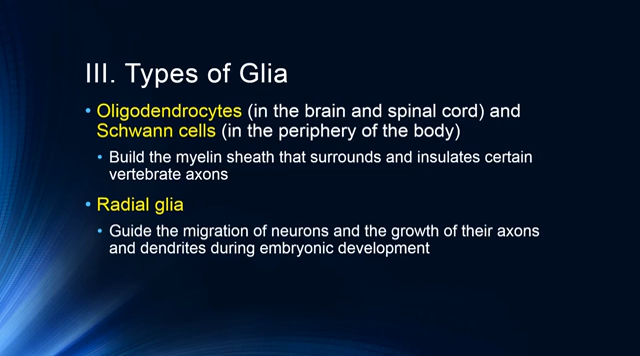 III. Types of Glia
• Oligodendrocytes (in the brain and spinal cord) and
Schwann cells (in the periphery of the body)
• Build the myelin sheath that surrounds and insulates certain
vertebrate axons
• Radial glia
• Guide the migration of neurons and the growth of their axons
and dendrites during embryonic development